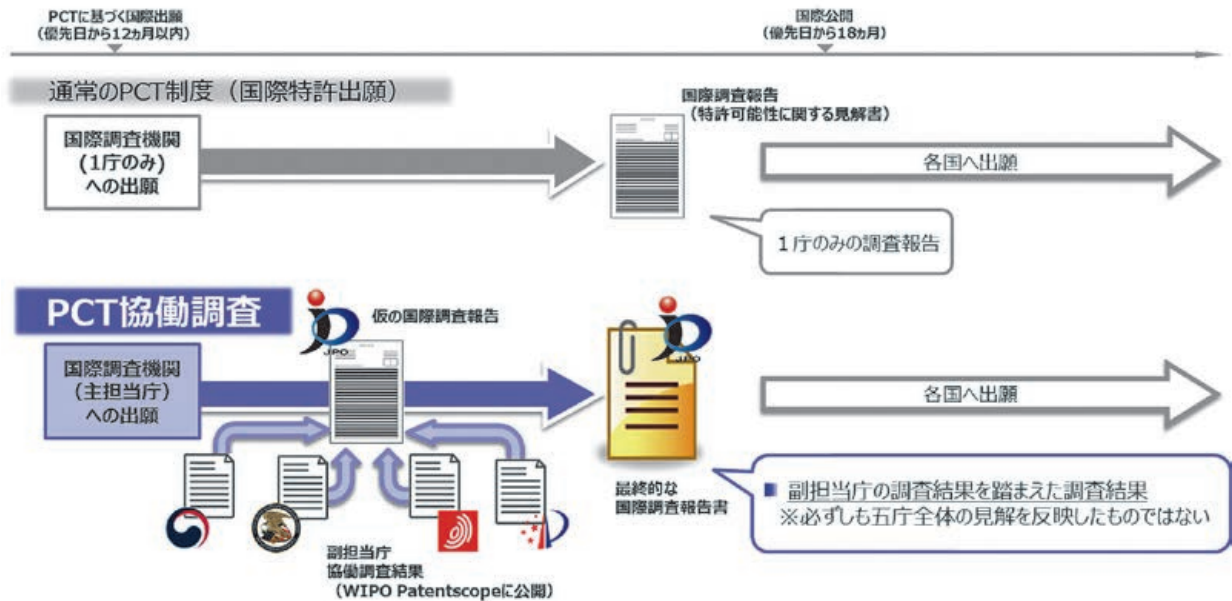 PCTに基づく国際出願
（優先日から12ヵ月以内）
国際公開
（優先日から18ヵ月）
通常のPCT制度（国際特許出願）
国際調査機関
(1庁のみ)
への出願
国際調査報告
（特許可能性に関する見解書）
各国へ出願
１庁のみの調査報告
PCT協働調査
JPO
仮の国際調査報告
国際調査機関
（主担当庁）
への出願
JPO
各国へ出願
最終的な
国際調査報告書
■ 副担当庁の調査結果を踏まえた調査結果
※必ずしも五庁全体の見解を反映したものではない
副担当庁
協働調査結果
（WIPO Patentscopeに公開）